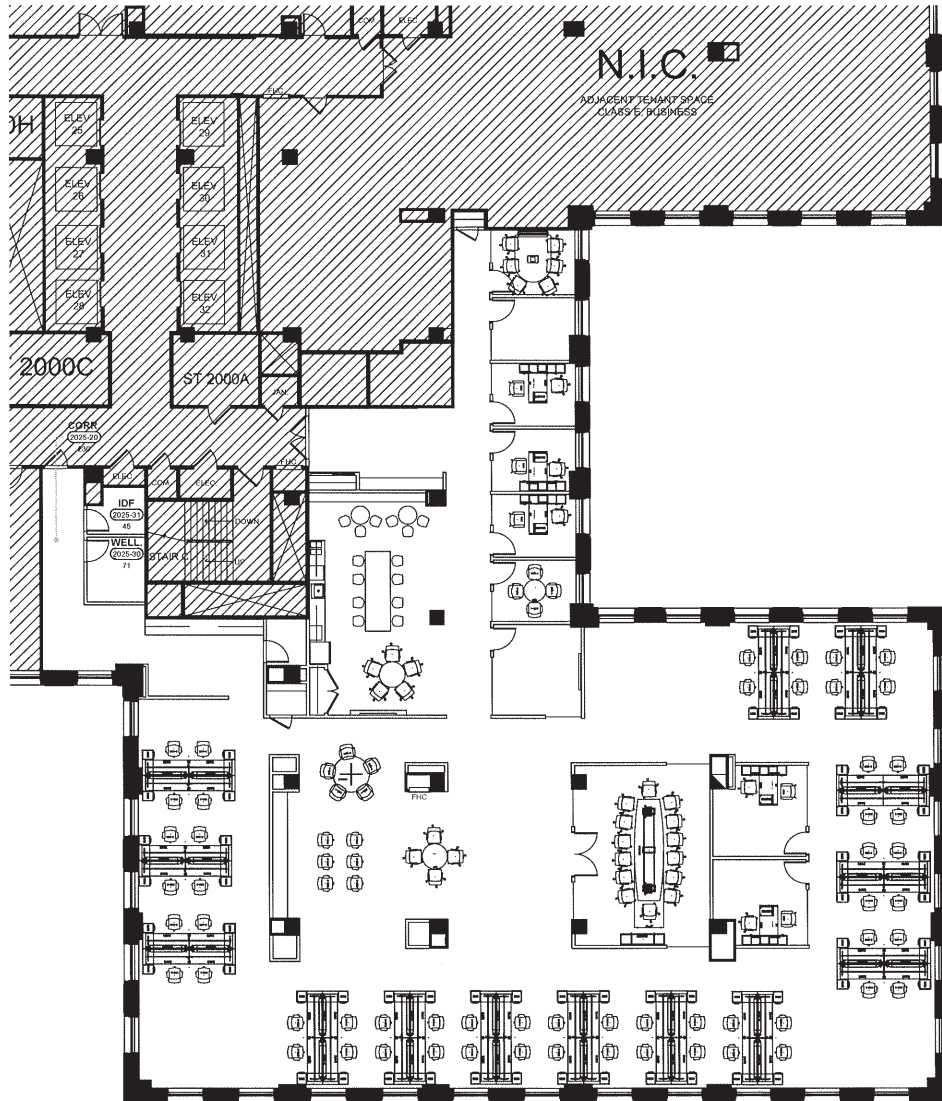 COM
ELEC.
N.I.C.
ADJACENT TENANT SPACE
CLASS E, BUSINESS
FHC
ELEV
25
ELEV
29
ELEV
26
ELEV
30
ELEV
27
ELEV
31
ELEV
28
ELEV
32
2000C
ST 2000A
JAN.
CORR
2025-29
FHC
ELEC
COM
ELEC.
IDF
2025-31
45
DOWN
WELL.
2025-30
71
STAIR C
UP
FHC